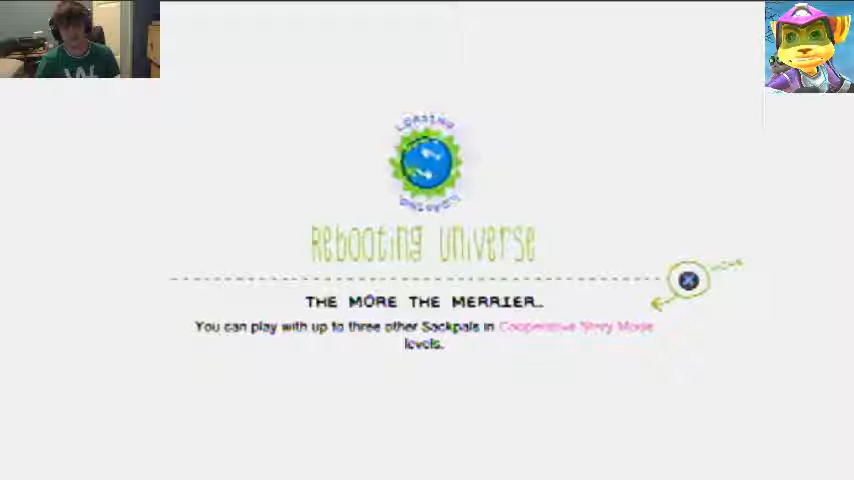 LOADING
Rebooting Universe
THE MORE THE MERRIER...
You can play with up to three other Sackpals in Cooperative Story Mode
levels.